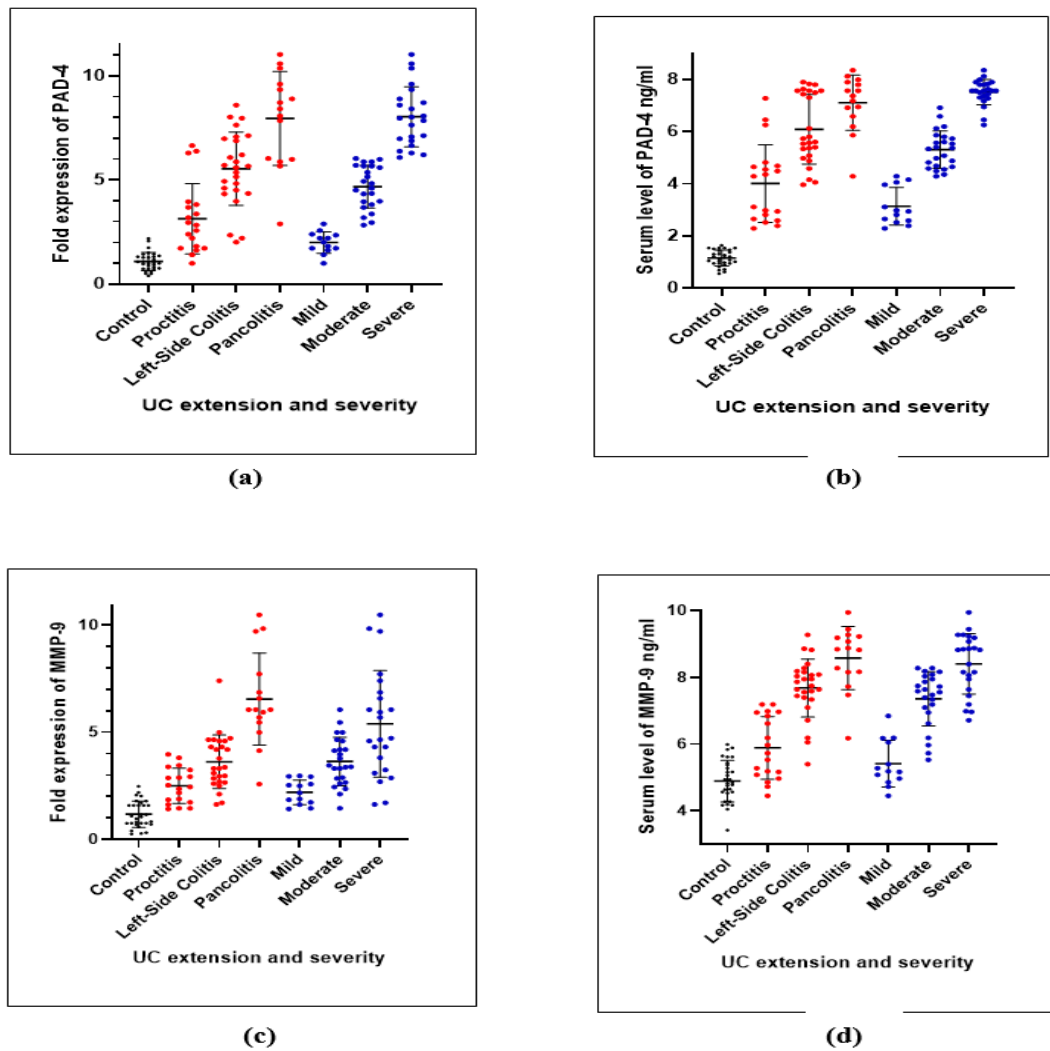 Fold expression of PAD-4
10
5
0
Control
Proctitis
Left-Side Colitis
Pancolitis
Mild
Moderate
Severe
UC extension and severity
(a)
Serum level of PAD-4 ng/ml
8
6
4
2
0
Control
Proctitis
Left-Side Colitis
Pancolitis
Mild
Moderate
Severe
UC extension and severity
(b)
Fold expression of MMP-9
10
5
0
Control
Proctitis
Left-Side Colitis
Pancolitis
Mild
Moderate
Severe
UC extension and severity
(c)
Serum level of MMP-9 ng/ml
10
8
6
4
Control
Proctitis
Left-Side Colitis
Pancolitis
Mild
Moderate
Severe
UC extension and severity
(d)